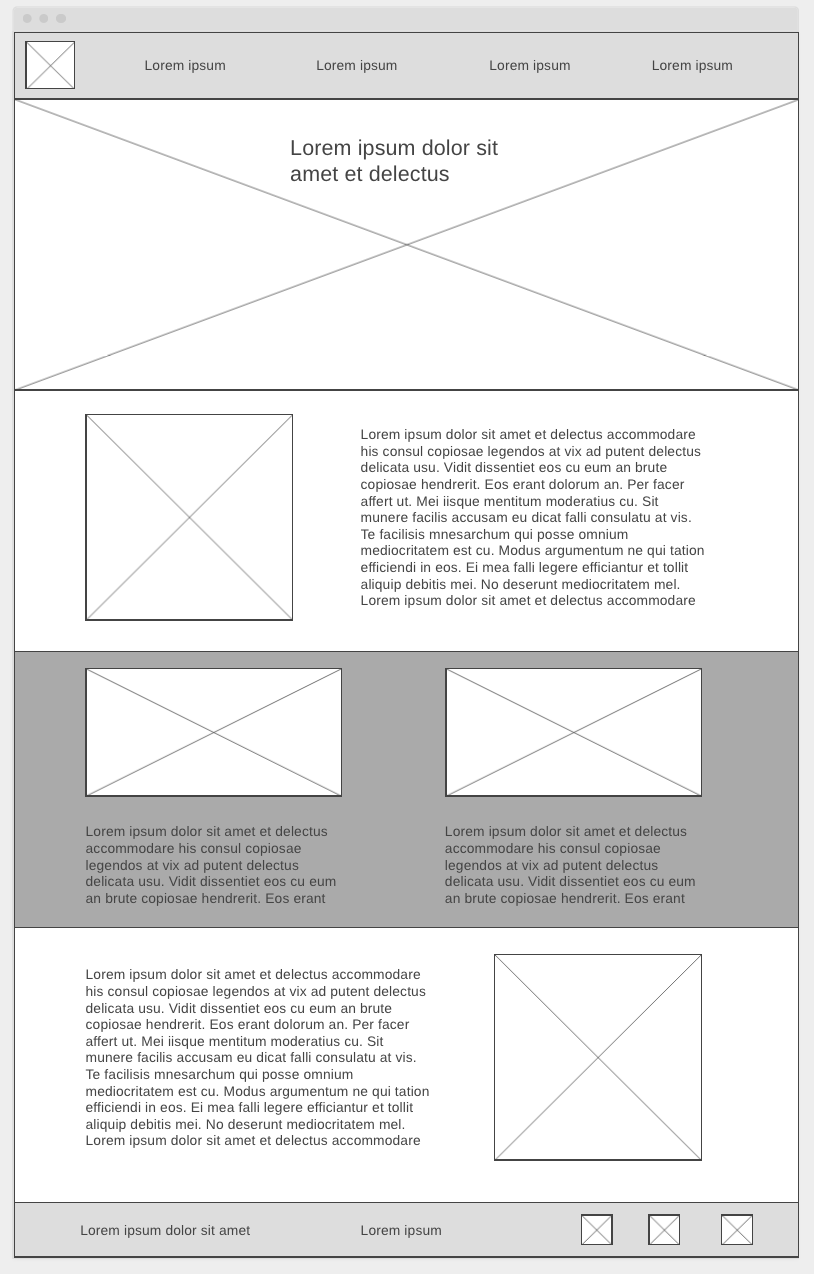 Lorem ipsum
Lorem ipsum
Lorem ipsum
Lorem ipsum
Lorem ipsum dolor sit
amet et delectus
Lorem ipsum dolor sit amet et delectus accommodare
his consul copiosae legendos at vix ad putent delectus
delicata usu. Vidit dissentiet eos cu eum an brute
copiosae hendrerit. Eos erant dolorum an. Per facer
affert ut. Mei iisque mentitum moderatius cu. Sit
munere facilis accusam eu dicat falli consulatu at vis.
Te facilisis mnesarchum qui posse omnium
mediocritatem est cu. Modus argumentum ne qui tation
efficiendi in eos. Ei mea falli legere efficiantur et tollit
aliquip debitis mei. No deserunt mediocritatem mel.
Lorem ipsum dolor sit amet et delectus accommodare
Lorem ipsum dolor sit amet et delectus
accommodare his consul copiosae
legendos at vix ad putent delectus
delicata usu. Vidit dissentiet eos cu eum
an brute copiosae hendrerit. Eos erant
Lorem ipsum dolor sit amet et delectus
accommodare his consul copiosae
legendos at vix ad putent delectus
delicata usu. Vidit dissentiet eos cu eum
an brute copiosae hendrerit. Eos erant
Lorem ipsum dolor sit amet et delectus accommodare
his consul copiosae legendos at vix ad putent delectus
delicata usu. Vidit dissentiet eos cu eum an brute
copiosae hendrerit. Eos erant dolorum an. Per facer
affert ut. Mei iisque mentitum moderatius cu. Sit
munere facilis accusam eu dicat falli consulatu at vis.
Te facilisis mnesarchum qui posse omnium
mediocritatem est cu. Modus argumentum ne qui tation
efficiendi in eos. Ei mea falli legere efficiantur et tollit
aliquip debitis mei. No deserunt mediocritatem mel.
Lorem ipsum dolor sit amet et delectus accommodare
Lorem ipsum dolor sit amet
Lorem ipsum